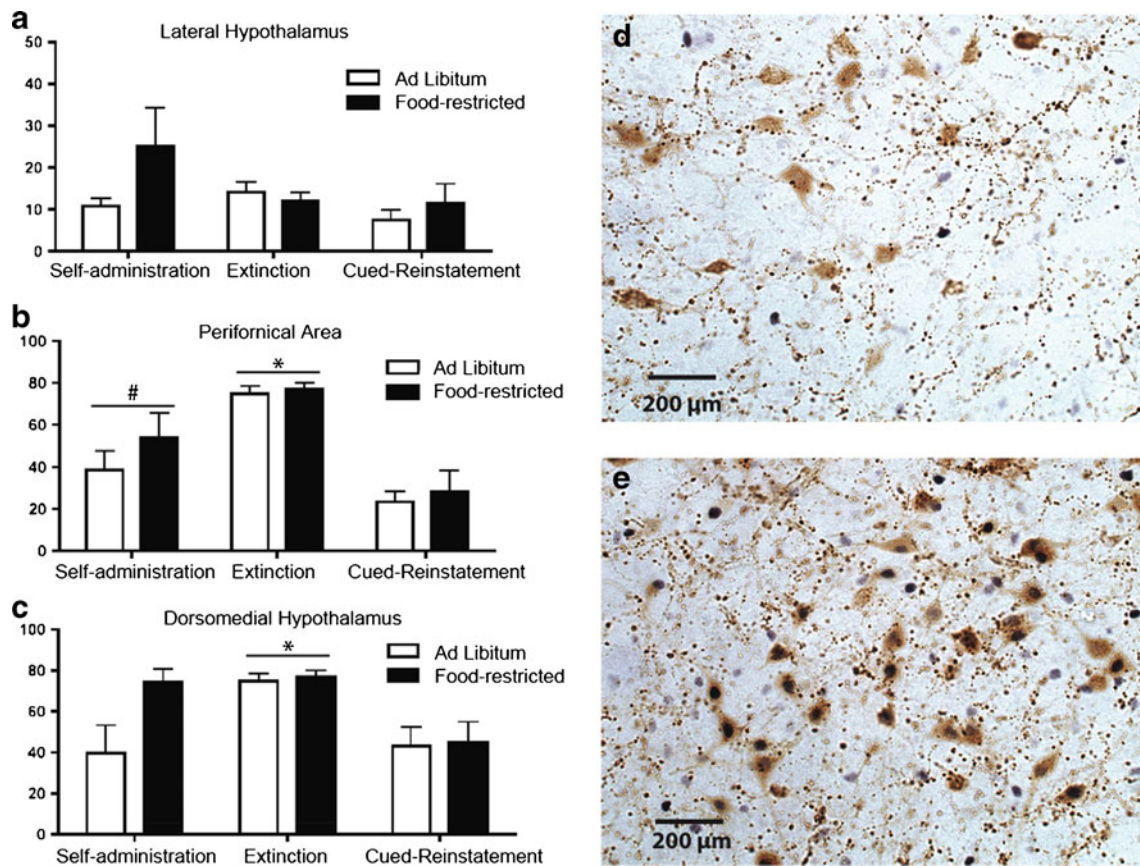 a
Lateral Hypothalamus
50
40
30
20
10
0
Ad Libitum
Food-restricted
Self-administration Extinction Cued-Reinstatement
b
Perifornical Area
100
80
60
40
20
0
#
*
Ad Libitum
Food-restricted
Self-administration Extinction Cued-Reinstatement
c
Dorsomedial Hypothalamus
100
80
60
40
20
0
*
Ad Libitum
Food-restricted
Self-administration Extinction Cued-Reinstatement
d
200 μm
e
200 μm